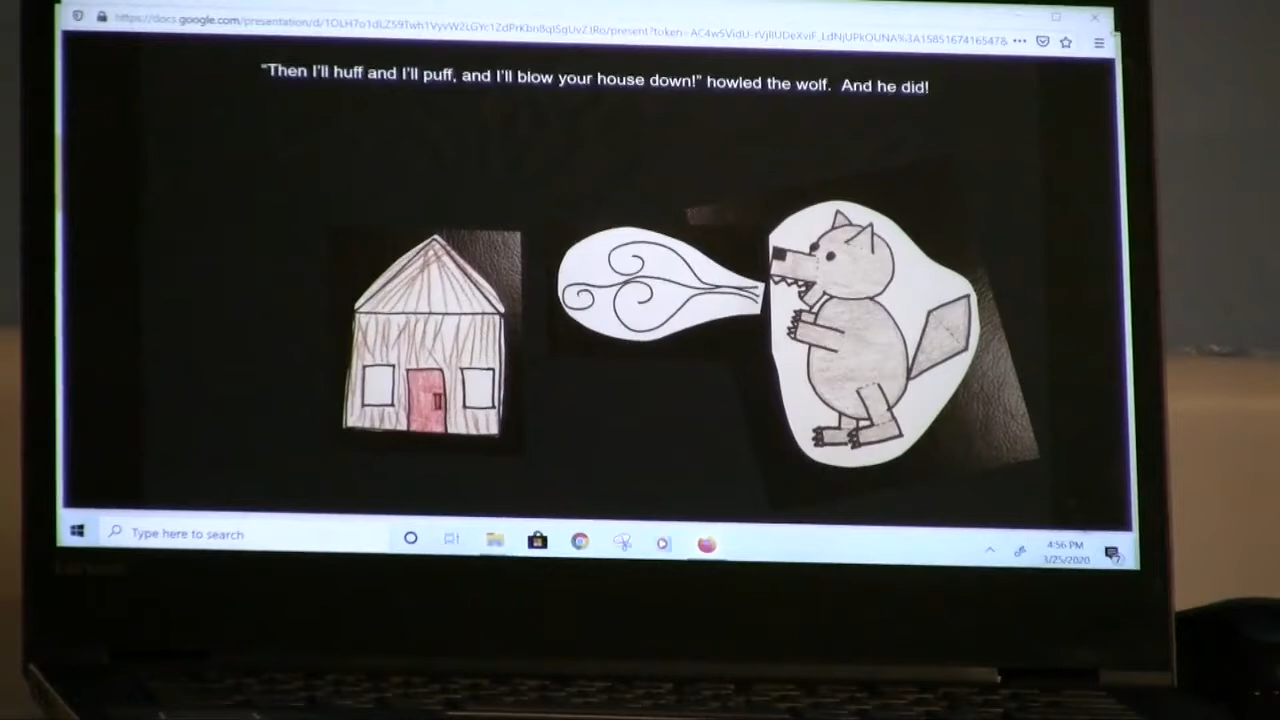 “Then I’ll huff and I’ll puff, and I’ll blow your house down!” howled the wolf.  And he did!
Type here to search
4:56 PM
3/25/2020